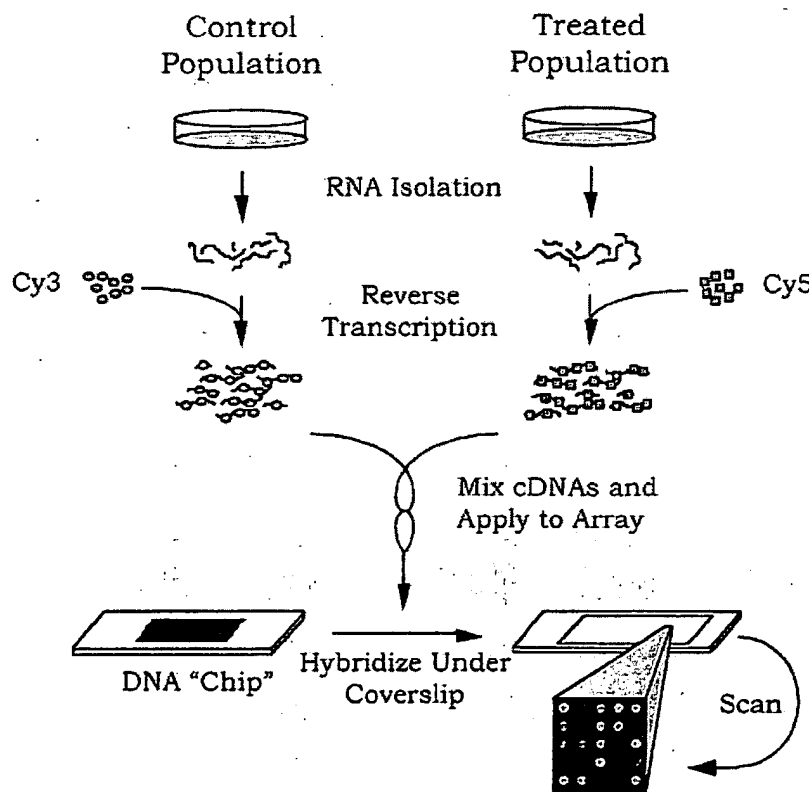 Control
Population
Treated
Population
RNA Isolation
Cy3
Reverse
Transcription
Cy5
Mix cDNAs and
Apply to Array
DNA "Chip"
Hybridize Under
Coverslip
Scan